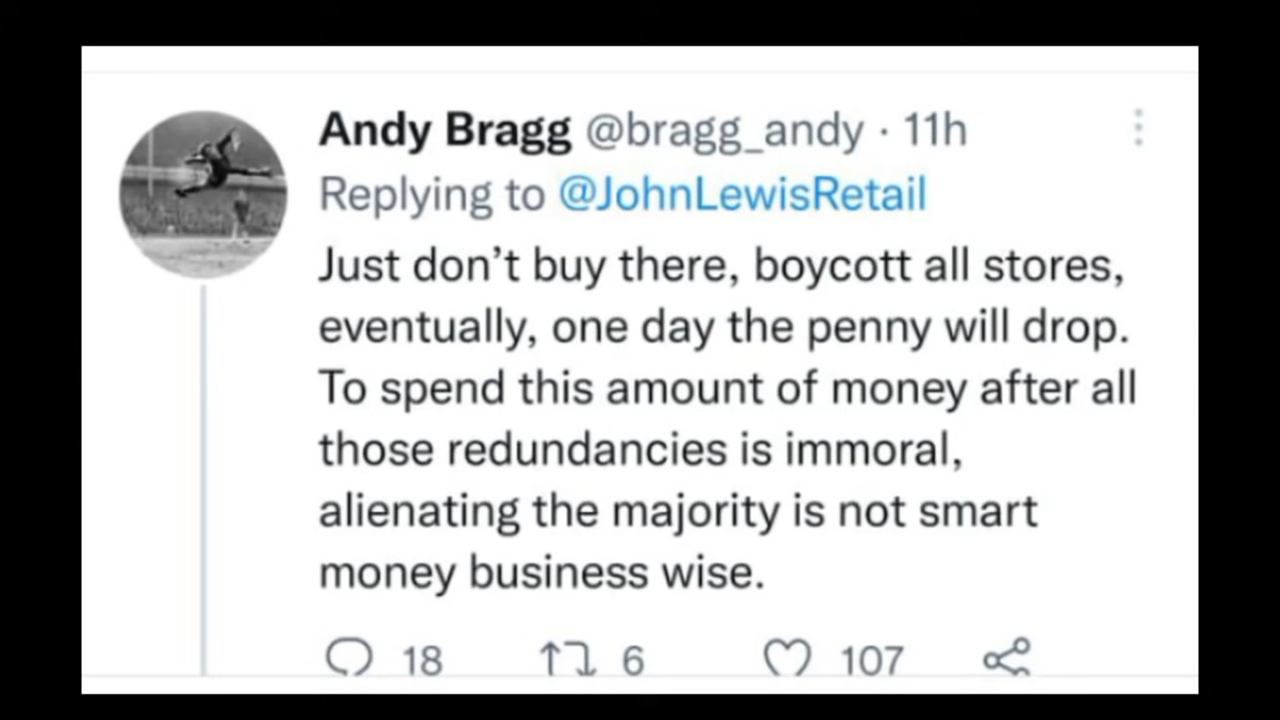 Andy Bragg @bragg_andy · 11h
Replying to @JohnLewisRetail
Just don’t buy there, boycott all stores,
eventually, one day the penny will drop.
To spend this amount of money after all
those redundancies is immoral,
alienating the majority is not smart
money business wise.
18 6 107